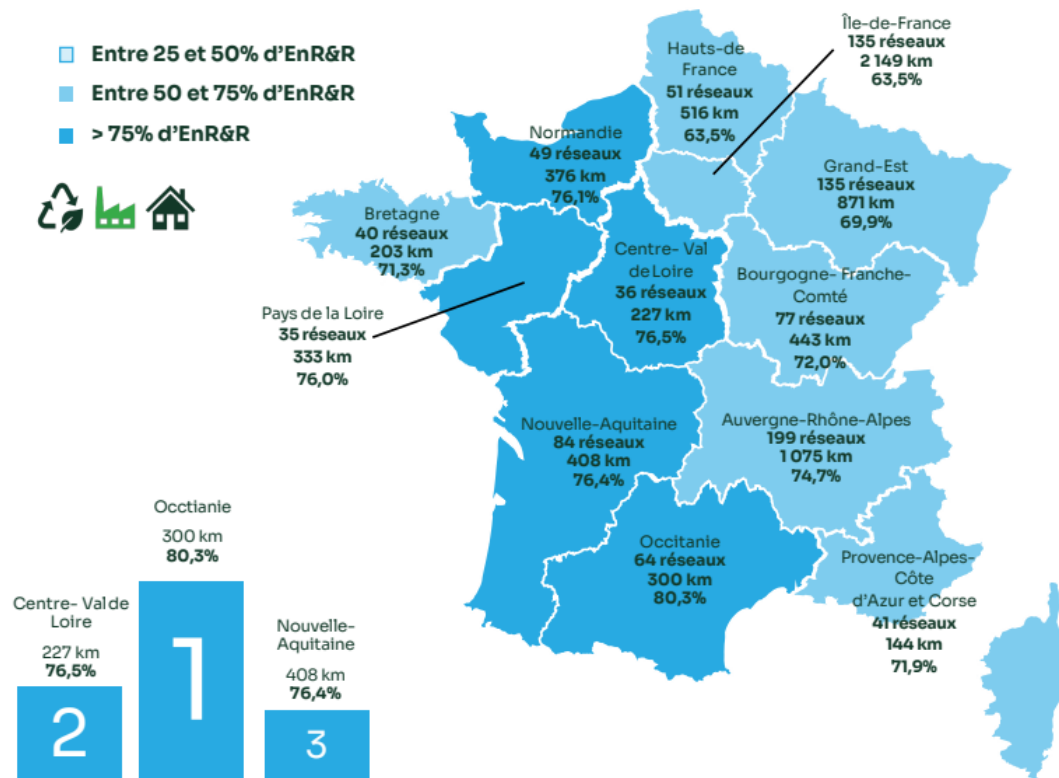 Entre 25 et 50% d'EnR&R
Entre 50 et 75% d'EnR&R
> 75% d'EnR&R
Île-de-France
135 réseaux
2 149 km
63,5%
Hauts-de
France
51 réseaux
516 km
63,5%
Normandie
49 réseaux
376 km
76,1%
Grand-Est
135 réseaux
871 km
69,9%
Bretagne
40 réseaux
203 km
71,3%
Centre- Val
de Loire
36 réseaux
227 km
76,5%
Bourgogne- Franche-
Comté
77 réseaux
443 km
72,0%
Pays de la Loire
35 réseaux
333 km
76,0%
Nouvelle-Aquitaine
84 réseaux
408 km
76,4%
Auvergne-Rhône-Alpes
199 réseaux
1 075 km
74,7%
Occitanie
64 réseaux
300 km
80,3%
Provence-Alpes-
Côte
d'Azur et Corse
41 réseaux
144 km
71,9%
Occtianie
300 km
80,3%
1
Centre- Val de
Loire
227 km
76,5%
2
Nouvelle-
Aquitaine
408 km
76,4%
3